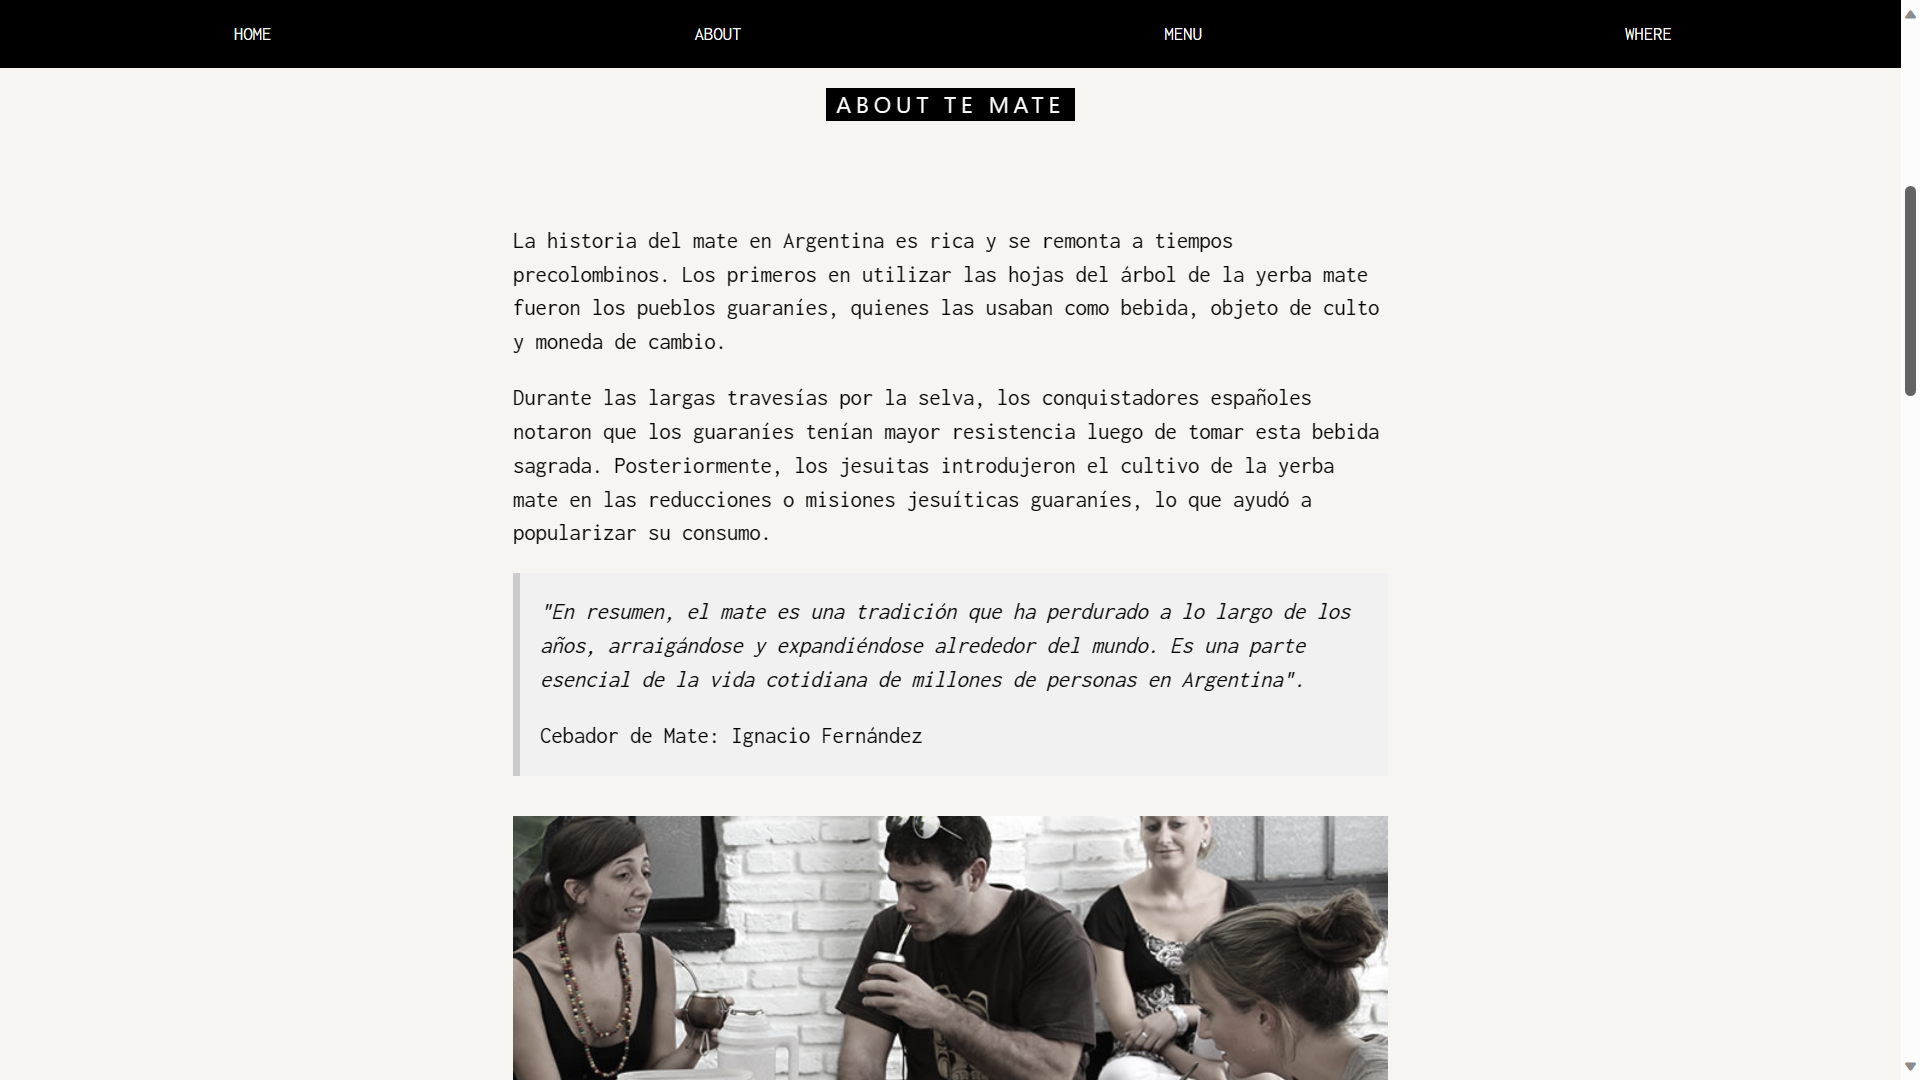 HOME
ABOUT
MENU
WHERE
ABOUT TE MATE
La historia del mate en Argentina es rica y se remonta a tiempos
precolombinos. Los primeros en utilizar las hojas del árbol de la yerba mate
fueron los pueblos guaraníes, quienes las usaban como bebida, objeto de culto
y moneda de cambio.
Durante las largas travesías por la selva, los conquistadores españoles
notaron que los guaraníes tenían mayor resistencia luego de tomar esta bebida
sagrada. Posteriormente, los jesuitas introdujeron el cultivo de la yerba
mate en las reducciones o misiones jesuíticas guaraníes, lo que ayudó a
popularizar su consumo.
"En resumen, el mate es una tradición que ha perdurado a lo largo de los
años, arraigándose y expandiéndose alrededor del mundo. Es una parte
esencial de la vida cotidiana de millones de personas en Argentina".
Cebador de Mate: Ignacio Fernández